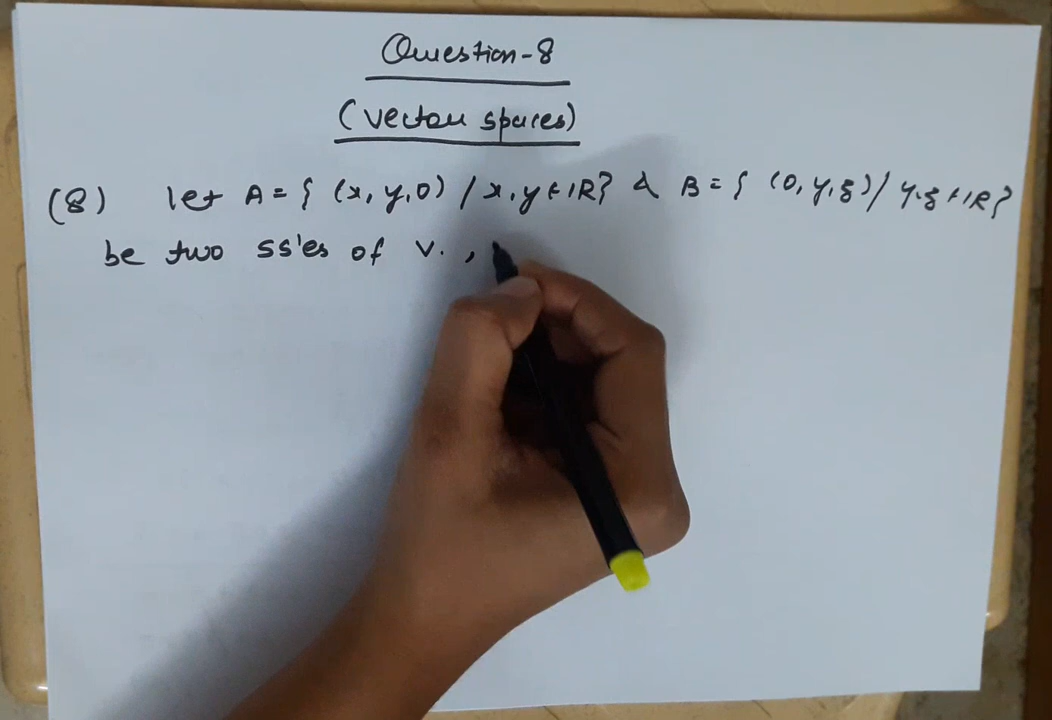 Question-8
(Vector spaces)
(8) let A = { (x, y, 0) / x, y ∈ IR} & B = { (0, y, z) / y, z ∈ IR}
be two ss'es of V. ,